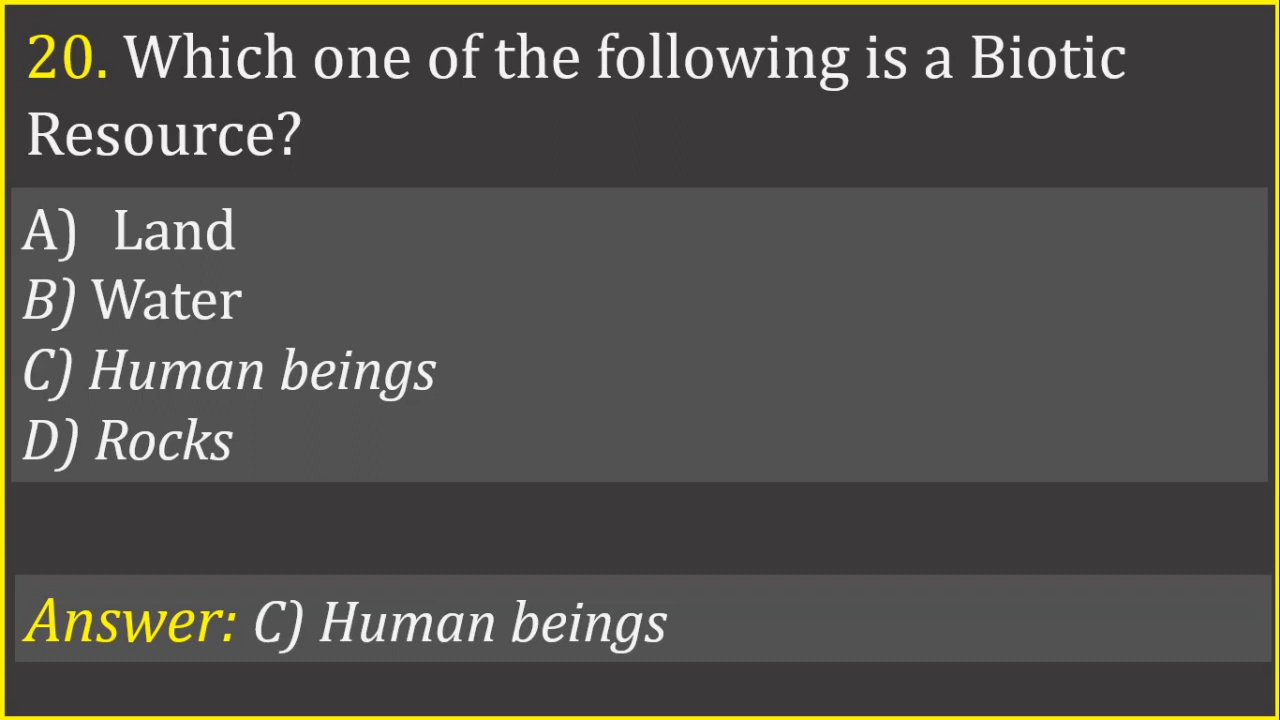 20. Which one of the following is a Biotic
Resource?
A) Land
B) Water
C) Human beings
D) Rocks
Answer: C) Human beings